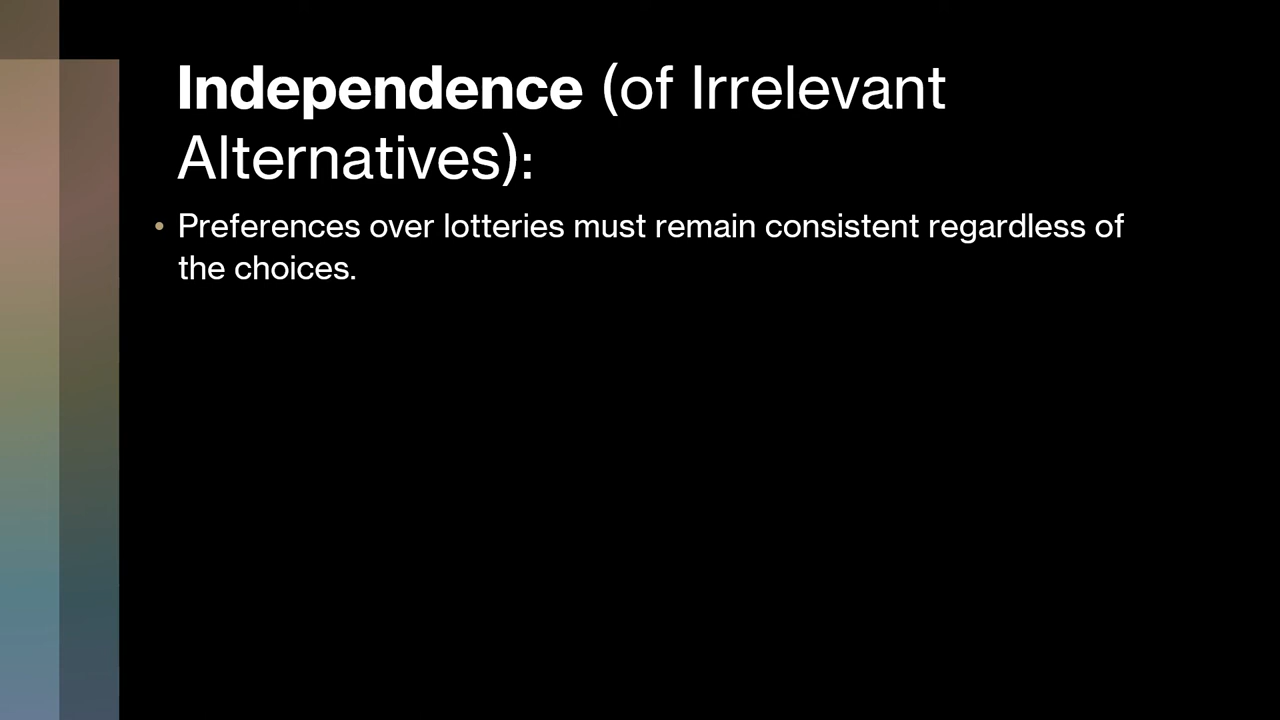 Independence (of Irrelevant
Alternatives):
• Preferences over lotteries must remain consistent regardless of
the choices.